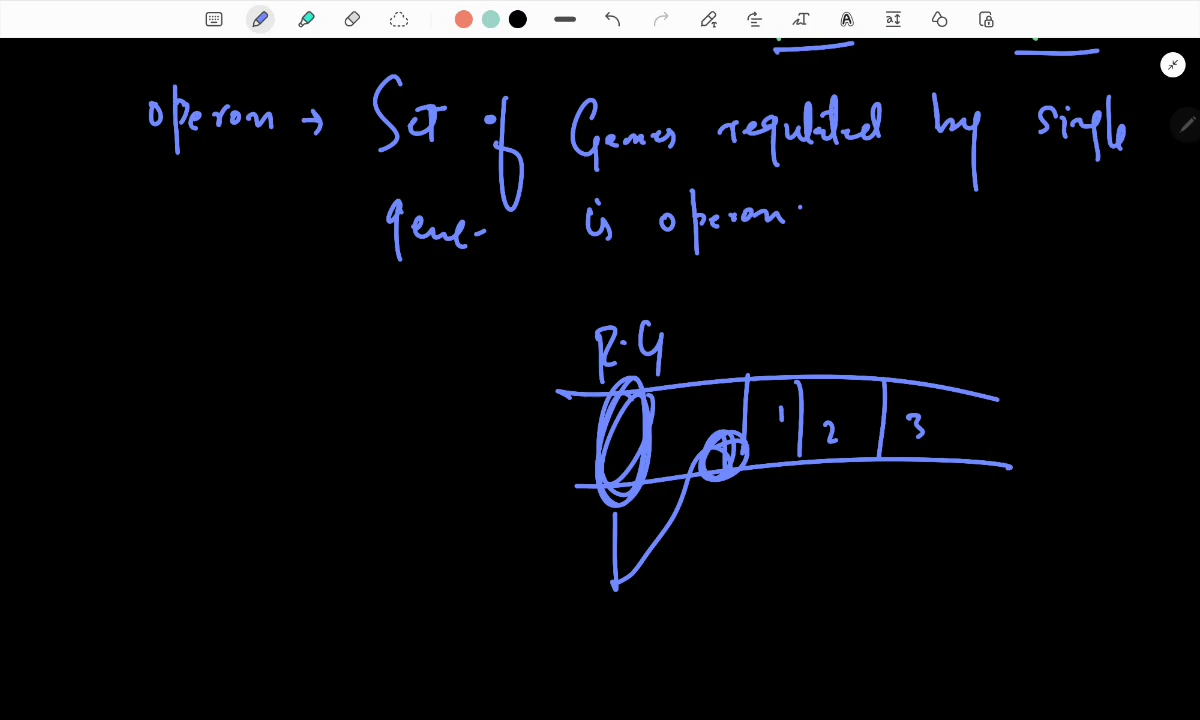 operon → Set of Genes regulated by single
gene - is operon.
R.G
1 2 3